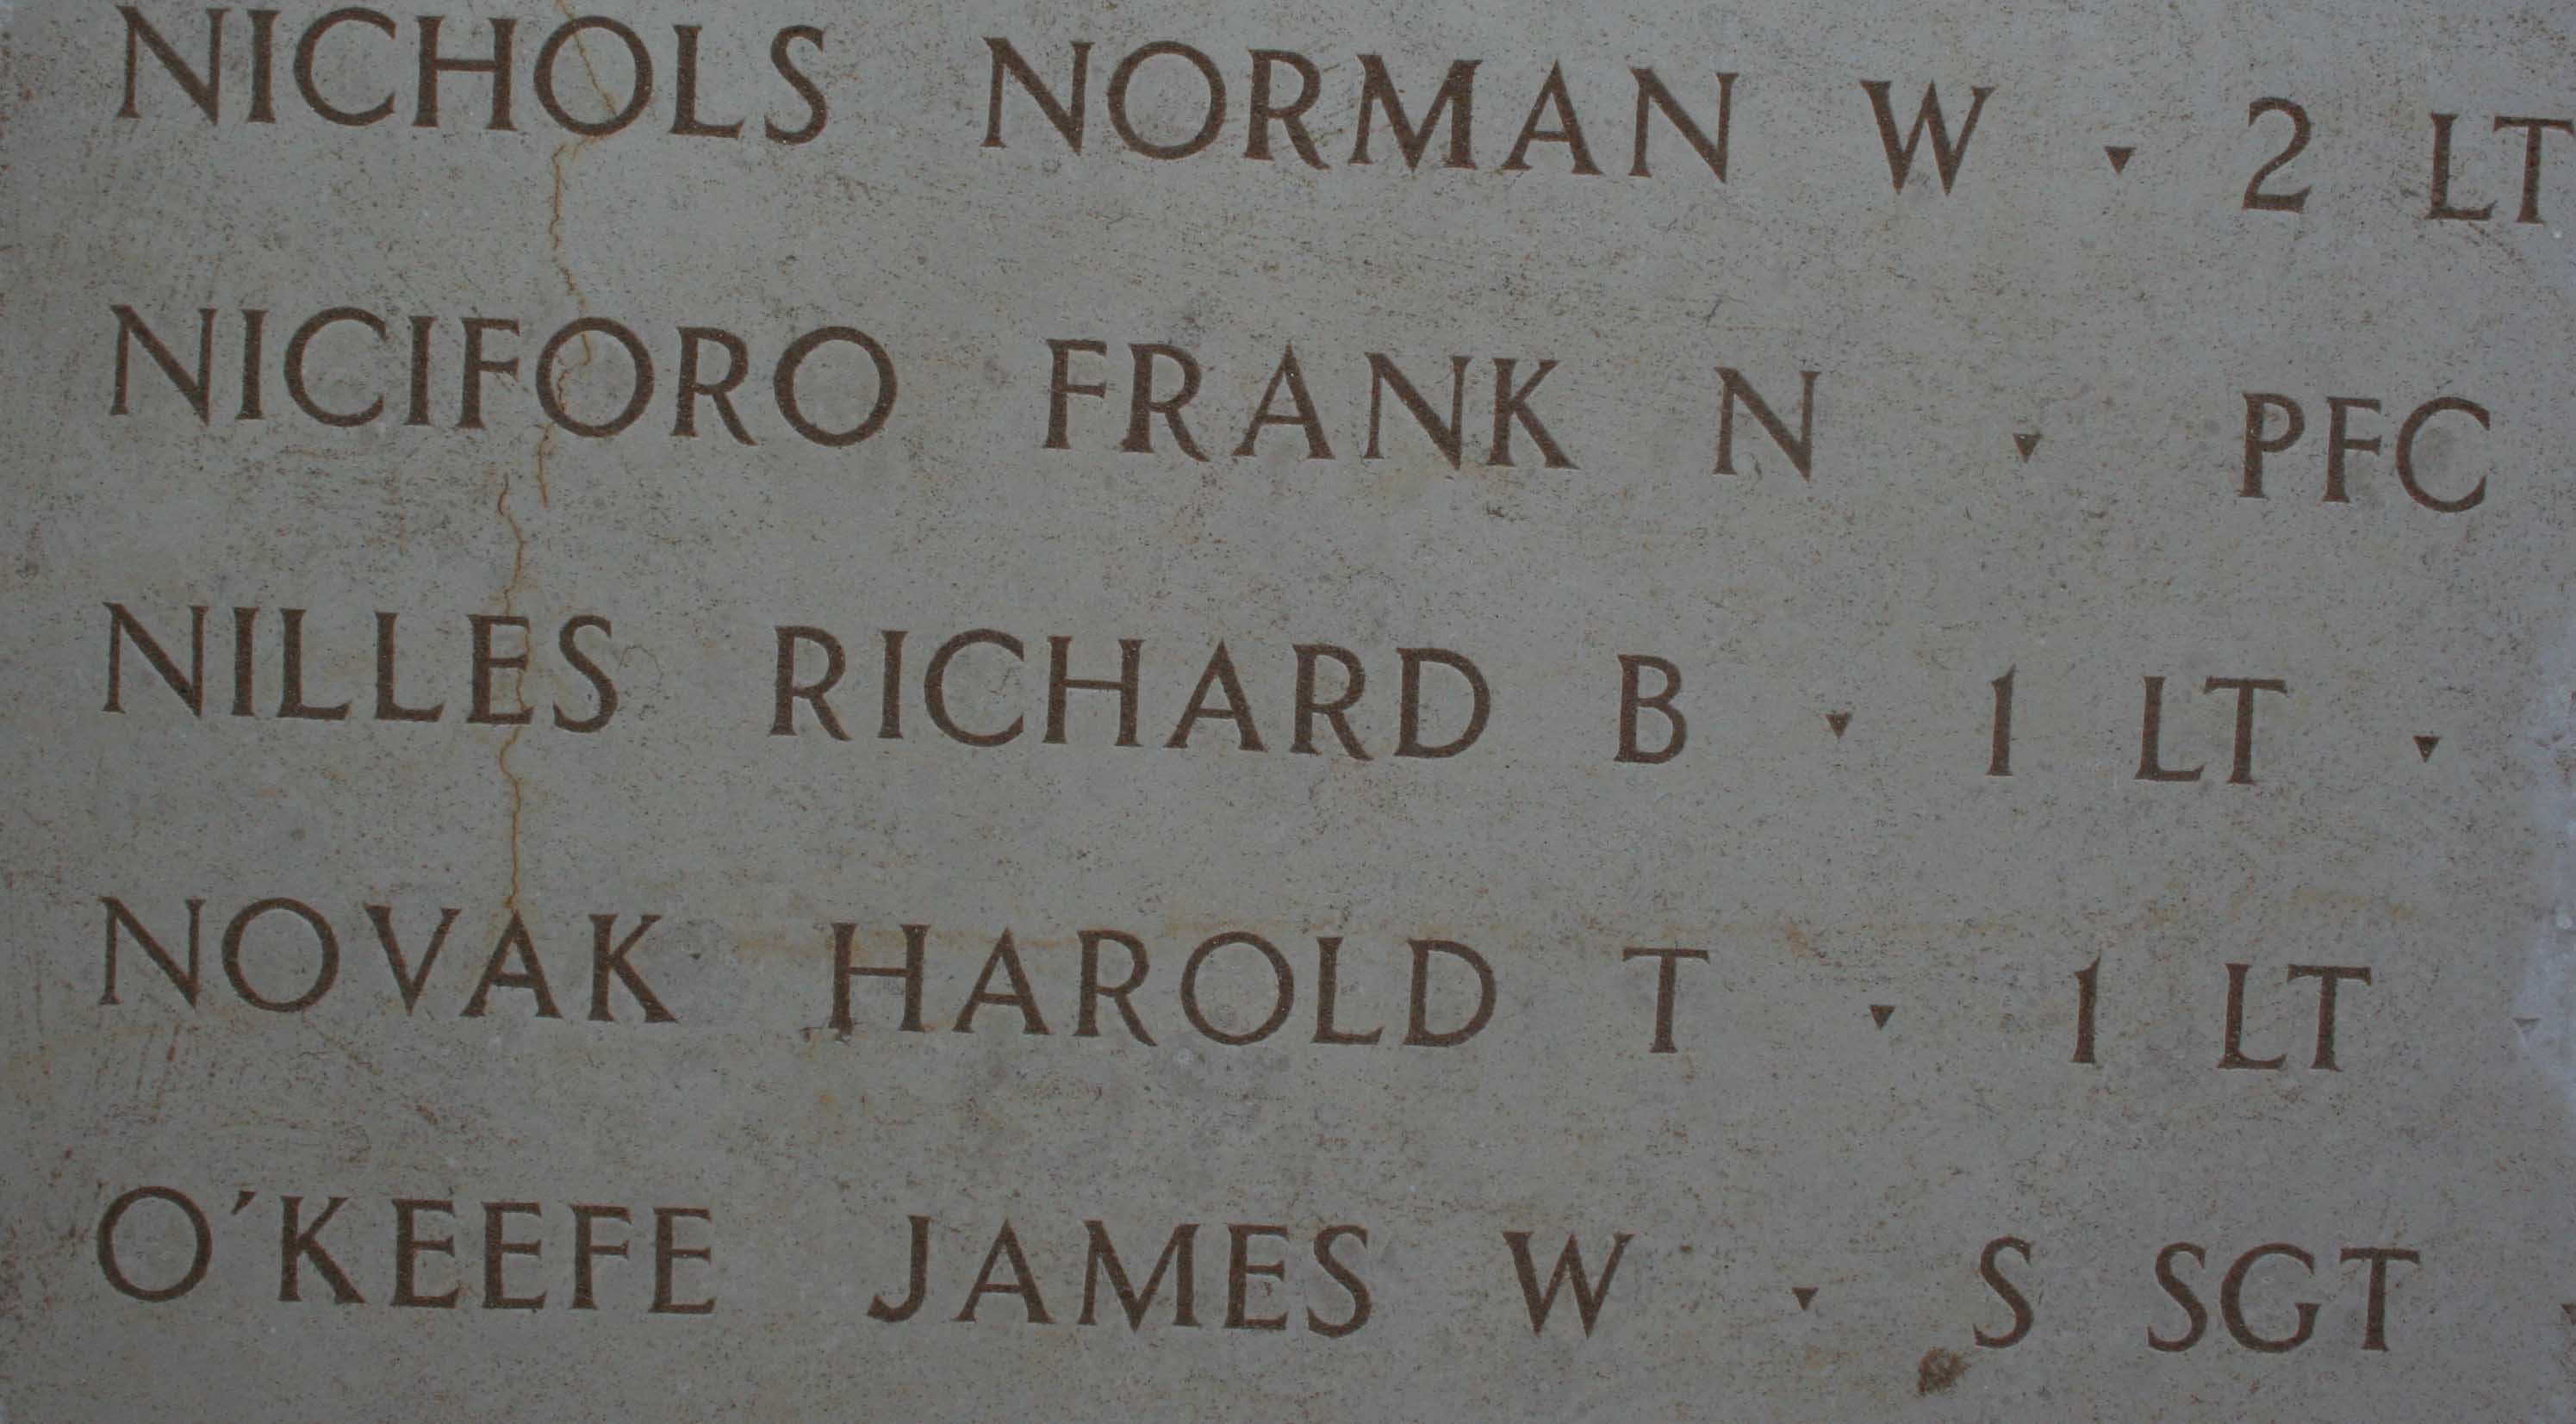 NICHOLS NORMAN W ▾ 2 LT
NICIFORO FRANK N ▾ PFC
NILLES RICHARD B ▾ 1 LT ▾
NOVAK HAROLD T ▾ 1 LT ▾
O'KEEFE JAMES W ▾ S SGT